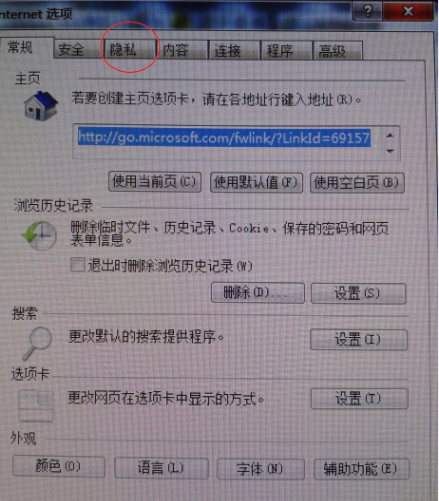 nternet 选项
常规 安全 隐私 内容 连接 程序 高级
主页
若要创建主页选项卡，请在各地址行键入地址(R)。
http://go.microsoft.com/fwlink/?LinkId=69157
使用当前页(C) 使用默认值(F) 使用空白页(B)
浏览历史记录
删除临时文件、历史记录、Cookie、保存的密码和网页
表单信息。
退出时删除浏览历史记录(W)
删除(D)... 设置(S)
搜索
更改默认的搜索提供程序。 设置(I)
选项卡
更改网页在选项卡中显示的方式。 设置(T)
外观
颜色(O) 语言(L) 字体(N) 辅助功能(E)